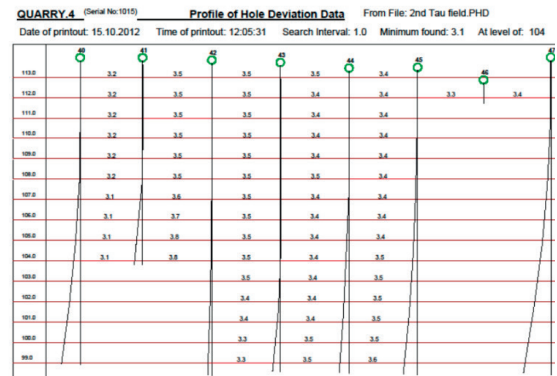 QUARRY.4 (Serial No:1015) Profile of Hole Deviation Data From File: 2nd Tau field.PHD
Date of printout: 15.10.2012 Time of printout: 12:05:31 Search Interval: 1.0 Minimum found: 3.1 At level of: 104
40 41 42 43 44 45 46 47
113.0 3.2 3.5 3.5 3.5 3.4
112.0 3.2 3.5 3.5 3.4 3.4 3.3 3.4
111.0 3.2 3.5 3.5 3.4 3.4
110.0 3.2 3.5 3.5 3.4 3.4
109.0 3.2 3.5 3.5 3.4 3.4
108.0 3.2 3.5 3.5 3.4 3.4
107.0 3.1 3.6 3.5 3.4 3.4
106.0 3.1 3.7 3.5 3.4 3.4
105.0 3.1 3.8 3.5 3.4 3.4
104.0 3.1 3.8 3.5 3.4 3.4
103.0 3.5 3.4 3.5
102.0 3.4 3.4 3.5
101.0 3.4 3.4 3.5
100.0 3.3 3.5 3.5
99.0 3.3 3.5 3.6